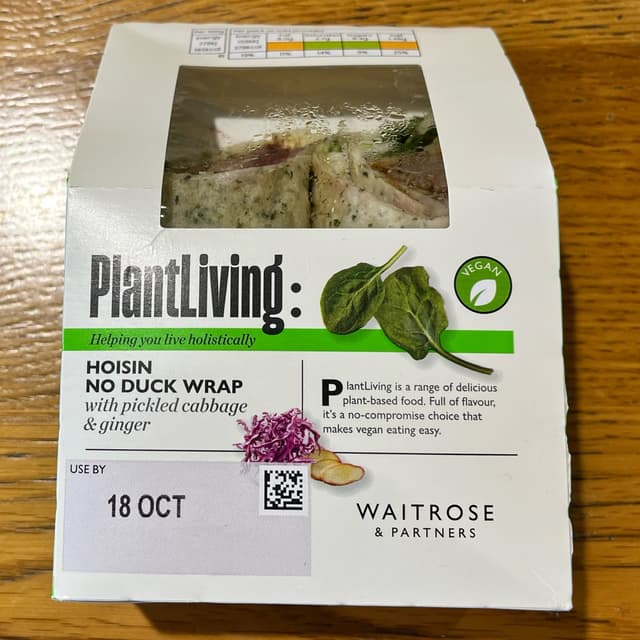 PlantLiving:
Helping you live holistically
VEGAN
HOISIN
NO DUCK WRAP
with pickled cabbage
& ginger
PlantLiving is a range of delicious
plant-based food. Full of flavour,
it's a no-compromise choice that
makes vegan eating easy.
USE BY
18 OCT
WAITROSE
& PARTNERS